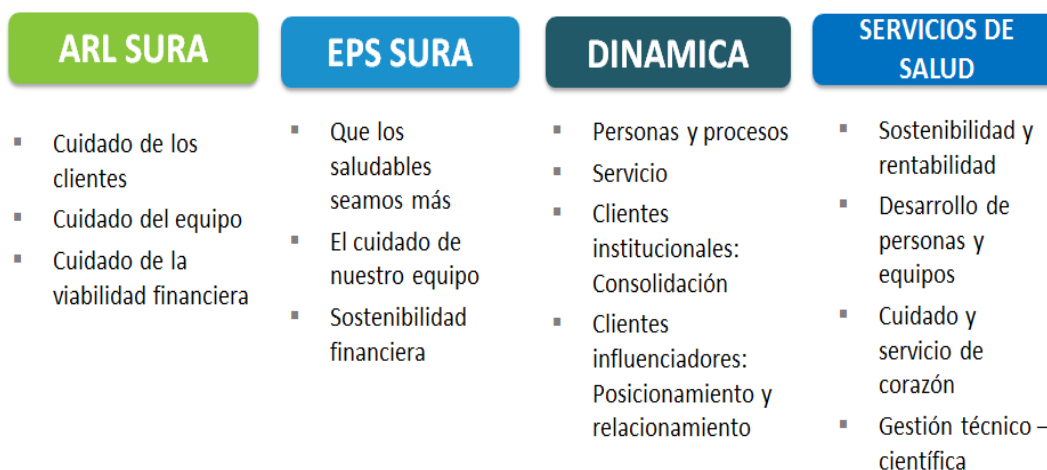 ARL SURA
Cuidado de los
clientes
Cuidado del equipo
Cuidado de la
viabilidad financiera
EPS SURA
Que los
saludables
seamos más
El cuidado de
nuestro equipo
Sostenibilidad
financiera
DINAMICA
Personas y procesos
Servicio
Clientes
institucionales:
Consolidación
Clientes
influenciadores:
Posicionamiento y
relacionamiento
SERVICIOS DE
SALUD
Sostenibilidad y
rentabilidad
Desarrollo de
personas y
equipos
Cuidado y
servicio de
corazón
Gestión técnico –
científica